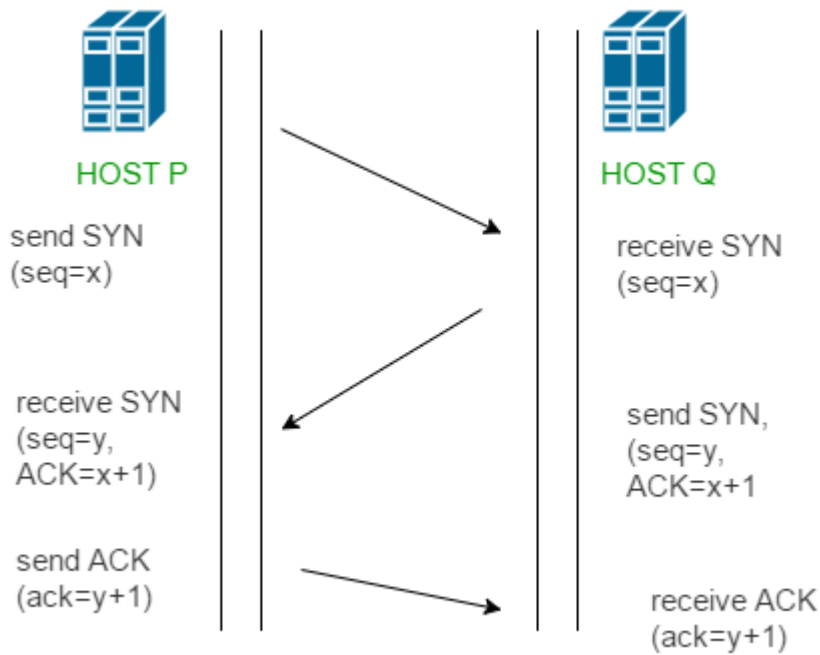 HOST P
HOST Q
send SYN
(seq=x)
receive SYN
(seq=x)
receive SYN
(seq=y,
ACK=x+1)
send SYN,
(seq=y,
ACK=x+1
send ACK
(ack=y+1)
receive ACK
(ack=y+1)